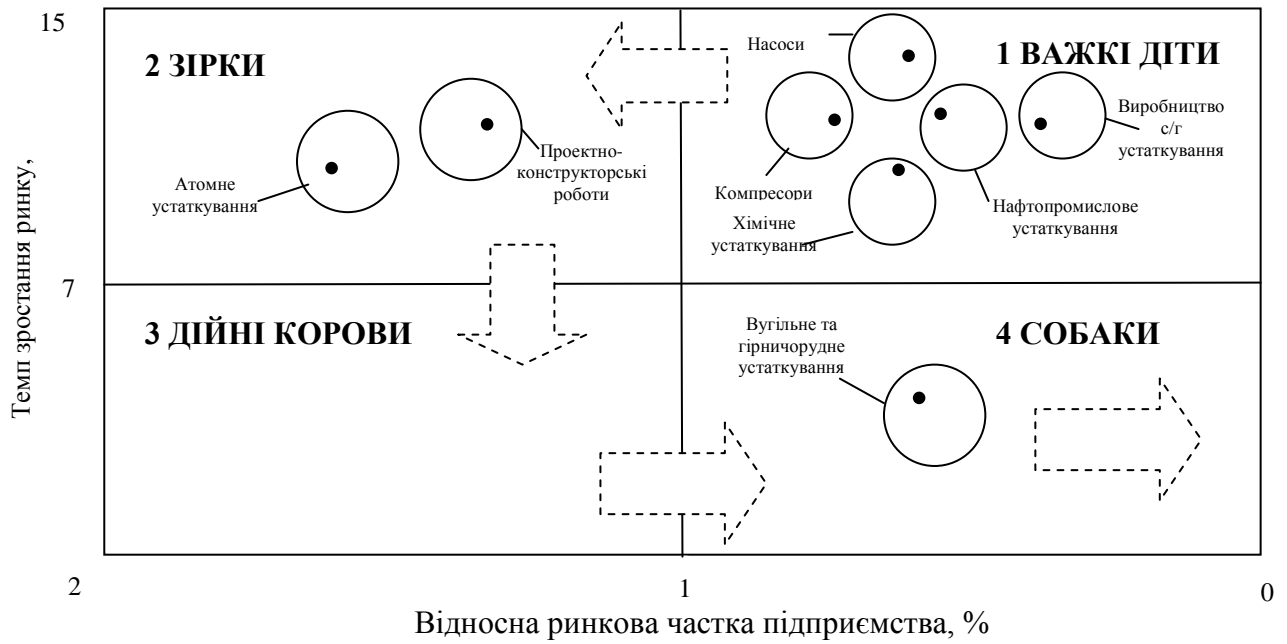 15
2 ЗІРКИ
Насоси
1 ВАЖКІ ДІТИ
Виробництво
с/г
устаткування
Проектно-
конструкторські
роботи
Атомне
устаткування
Компресори
Хімічне
устаткування
Нафтопромислове
устаткування
Темп зростання ринку,
7
3 ДІЙНІ КОРОВИ
Вугільне та
гірничорудне
устаткування
4 СОБАКИ
2
1
0
Відносна ринкова частка підприємства, %